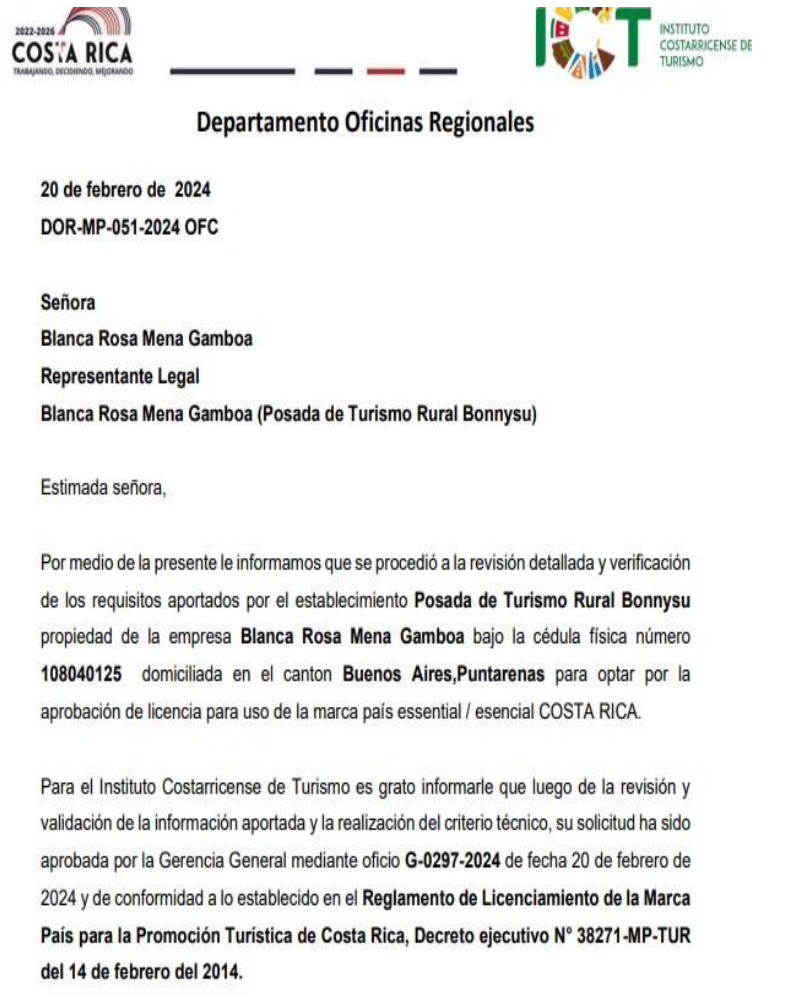 2022-2026
COSTA RICA
TRABAJANDO, DECIDIENDO, MEJORANDO
ICT
INSTITUTO
COSTARRICENSE DE
TURISMO
Departamento Oficinas Regionales
20 de febrero de 2024
DOR-MP-051-2024 OFC
Señora
Blanca Rosa Mena Gamboa
Representante Legal
Blanca Rosa Mena Gamboa (Posada de Turismo Rural Bonnysu)
Estimada señora,
Por medio de la presente le informamos que se procedió a la revisión detallada y verificación
de los requisitos aportados por el establecimiento Posada de Turismo Rural Bonnysu
propiedad de la empresa Blanca Rosa Mena Gamboa bajo la cédula física número
108040125 domiciliada en el canton Buenos Aires,Puntarenas para optar por la
aprobación de licencia para uso de la marca país essential / esencial COSTA RICA.
Para el Instituto Costarricense de Turismo es grato informarle que luego de la revisión y
validación de la información aportada y la realización del criterio técnico, su solicitud ha sido
aprobada por la Gerencia General mediante oficio G-0297-2024 de fecha 20 de febrero de
2024 y de conformidad a lo establecido en el Reglamento de Licenciamiento de la Marca
País para la Promoción Turística de Costa Rica, Decreto ejecutivo N° 38271-MP-TUR
del 14 de febrero del 2014.